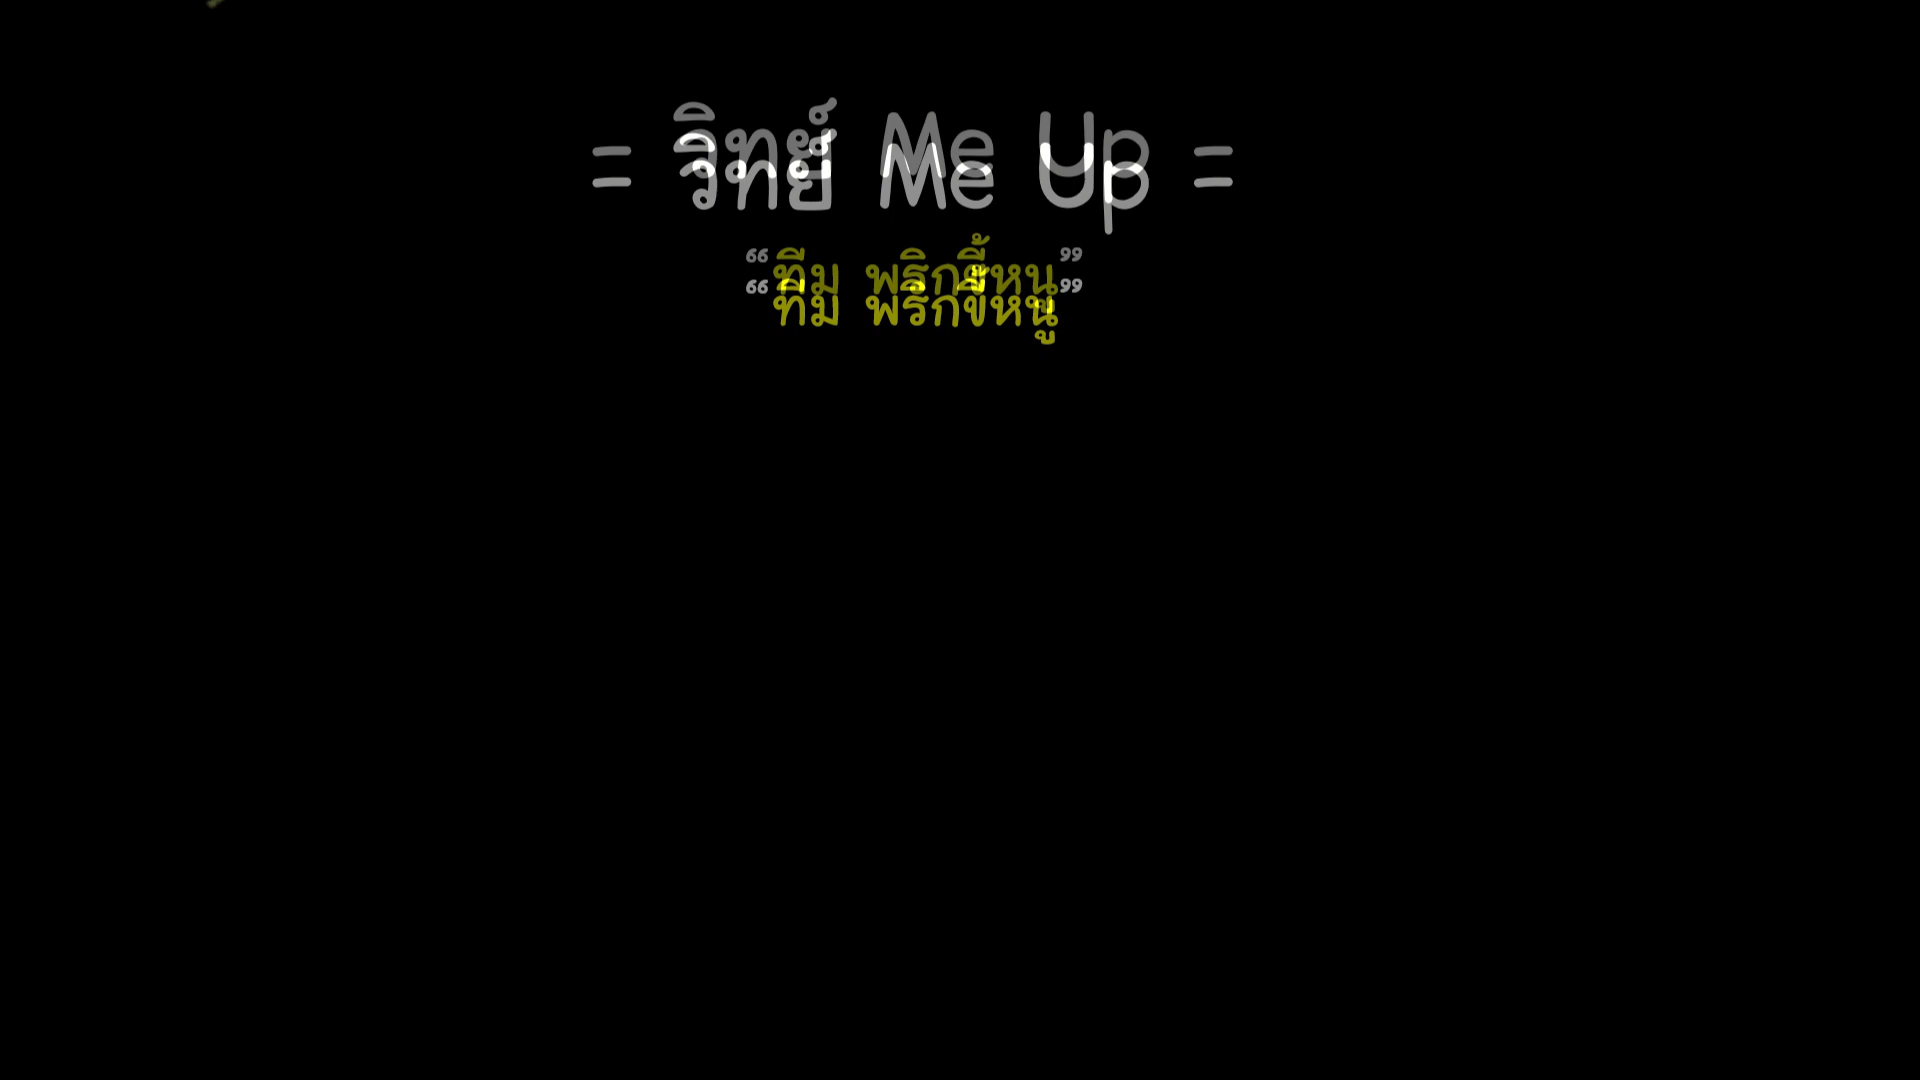 = วิทย์ Me Up =
“ทีม พริกขี้หนู”